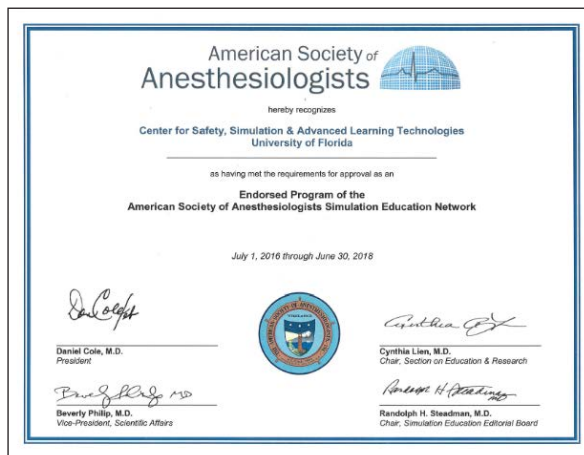 American Society of
Anesthesiologists
hereby recognizes
Center for Safety, Simulation & Advanced Learning Technologies
University of Florida
as having met the requirements for approval as an
Endorsed Program of the
American Society of Anesthesiologists Simulation Education Network
July 1, 2016 through June 30, 2018
Daniel Cole, M.D.
President
Cynthia Lien, M.D.
Chair, Section on Education & Research
Beverly Philip, M.D.
Vice-President, Scientific Affairs
Randolph H. Steadman, M.D.
Chair, Simulation Education Editorial Board